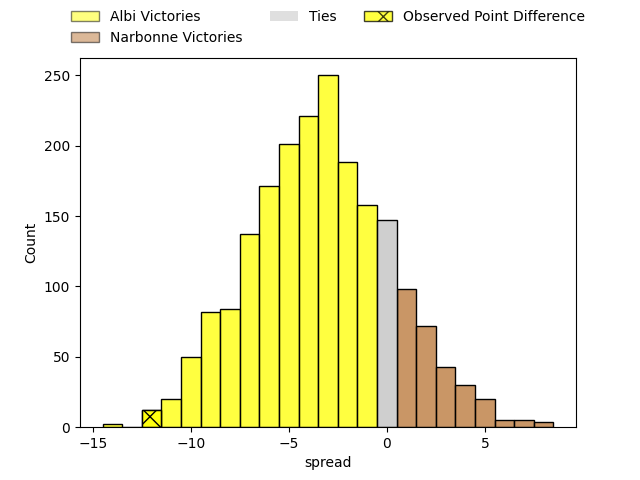 Albi Victories
Narbonne Victories
Ties
Observed Point Difference
250
200
150
100
50
0
Count
−15 −10 −5 0 5
spread